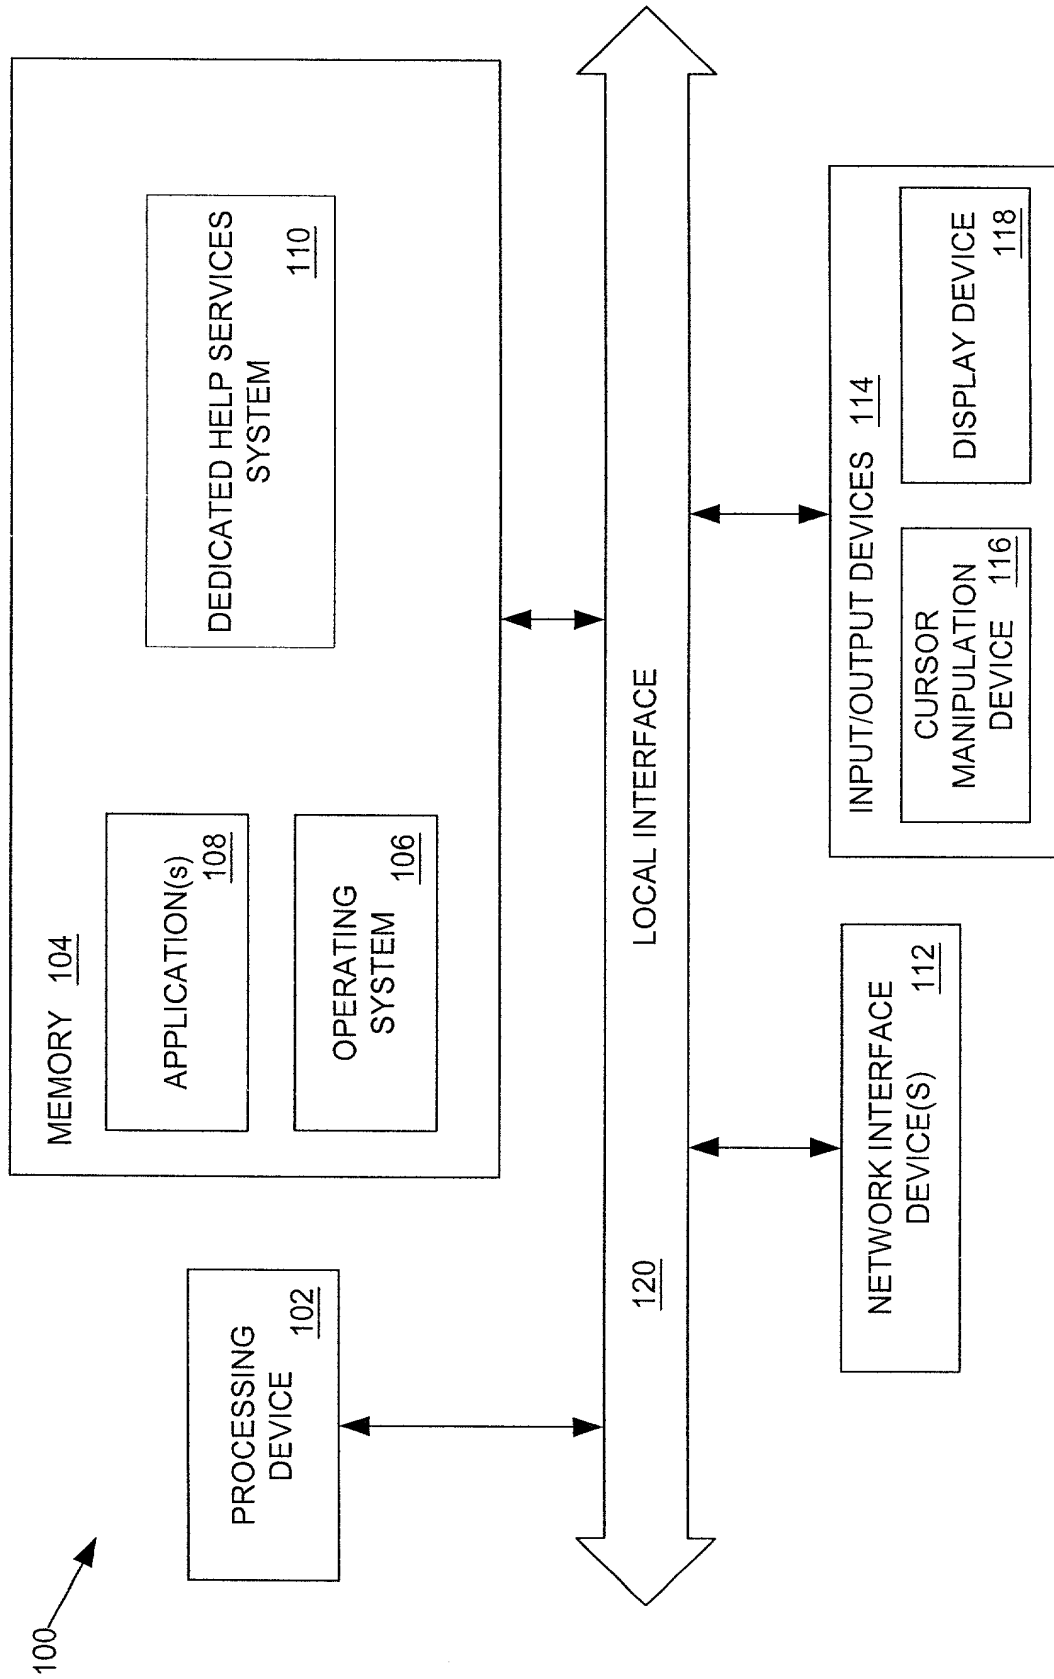 100
PROCESSING
DEVICE
102
MEMORY 104
APPLICATION(s)
108
OPERATING
SYSTEM
106
DEDICATED HELP SERVICES
SYSTEM
110
120
LOCAL INTERFACE
NETWORK INTERFACE
DEVICE(S)
112
INPUT/OUTPUT DEVICES 114
CURSOR
MANIPULATION
DEVICE
116
DISPLAY DEVICE
118